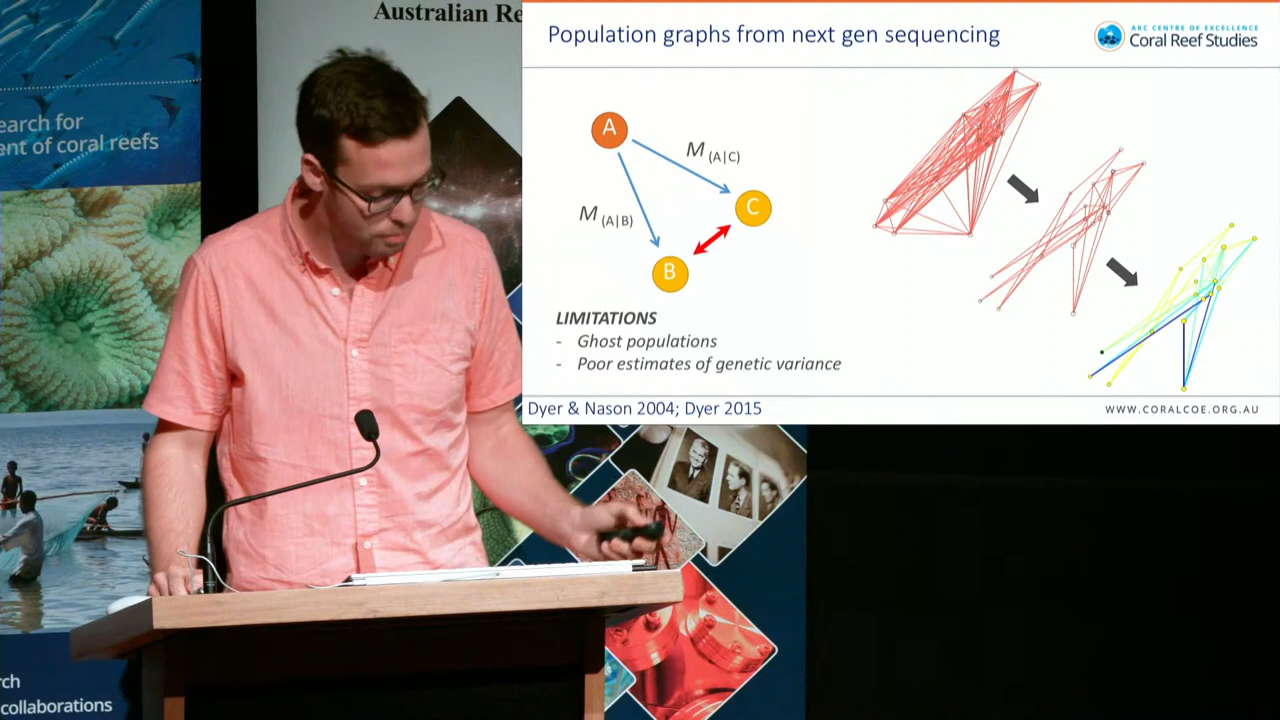 Australian Re
earch for
ent of coral reefs
rch
collaborations
Population graphs from next gen sequencing
ARC CENTRE OF EXCELLENCE
Coral Reef Studies
A
M (A|C)
C
M (A|B)
B
LIMITATIONS
- Ghost populations
- Poor estimates of genetic variance
Dyer & Nason 2004; Dyer 2015
WWW.CORALCOE.ORG.AU